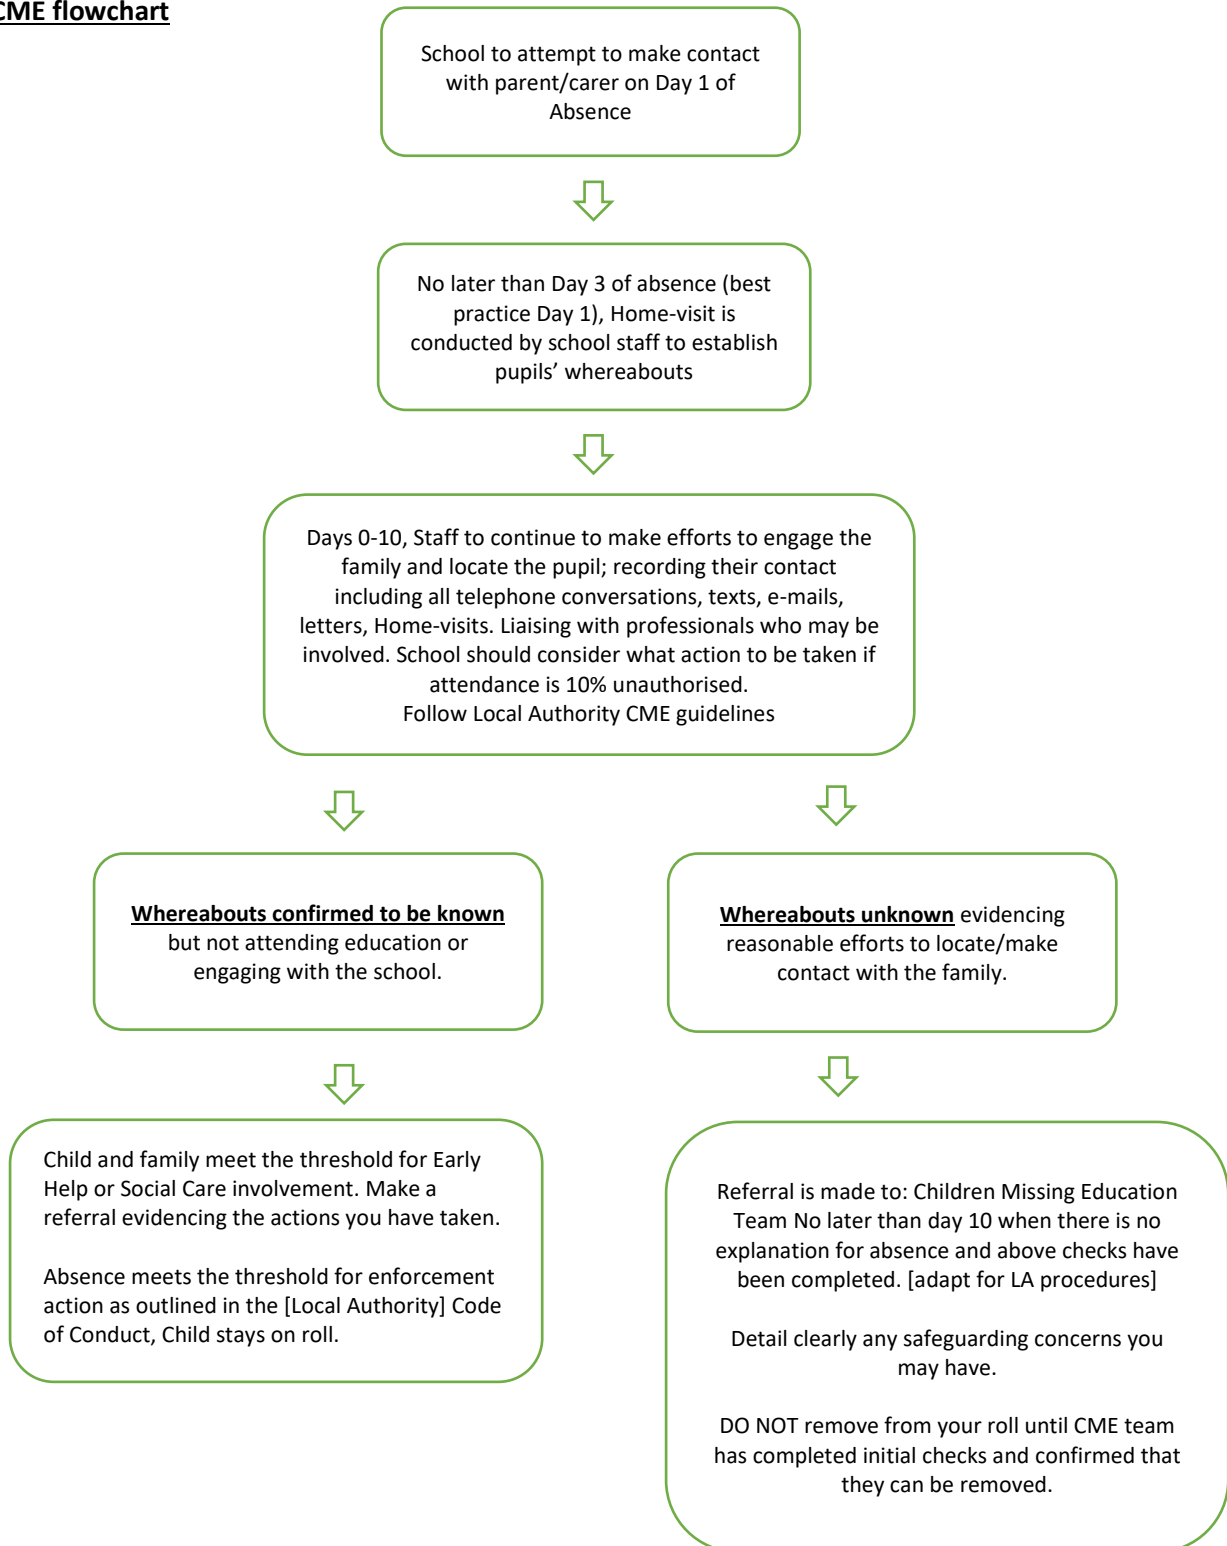 CME flowchart
School to attempt to make contact
with parent/carer on Day 1 of
Absence
No later than Day 3 of absence (best
practice Day 1), Home-visit is
conducted by school staff to establish
pupils’ whereabouts
Days 0-10, Staff to continue to make efforts to engage the
family and locate the pupil; recording their contact
including all telephone conversations, texts, e-mails,
letters, Home-visits. Liaising with professionals who may be
involved. School should consider what action to be taken if
attendance is 10% unauthorised.
Follow Local Authority CME guidelines
Whereabouts confirmed to be known
but not attending education or
engaging with the school.
Whereabouts unknown evidencing
reasonable efforts to locate/make
contact with the family.
Child and family meet the threshold for Early
Help or Social Care involvement. Make a
referral evidencing the actions you have taken.
Absence meets the threshold for enforcement
action as outlined in the [Local Authority] Code
of Conduct, Child stays on roll.
Referral is made to: Children Missing Education
Team No later than day 10 when there is no
explanation for absence and above checks have
been completed. [adapt for LA procedures]
Detail clearly any safeguarding concerns you
may have.
DO NOT remove from your roll until CME team
has completed initial checks and confirmed that
they can be removed.